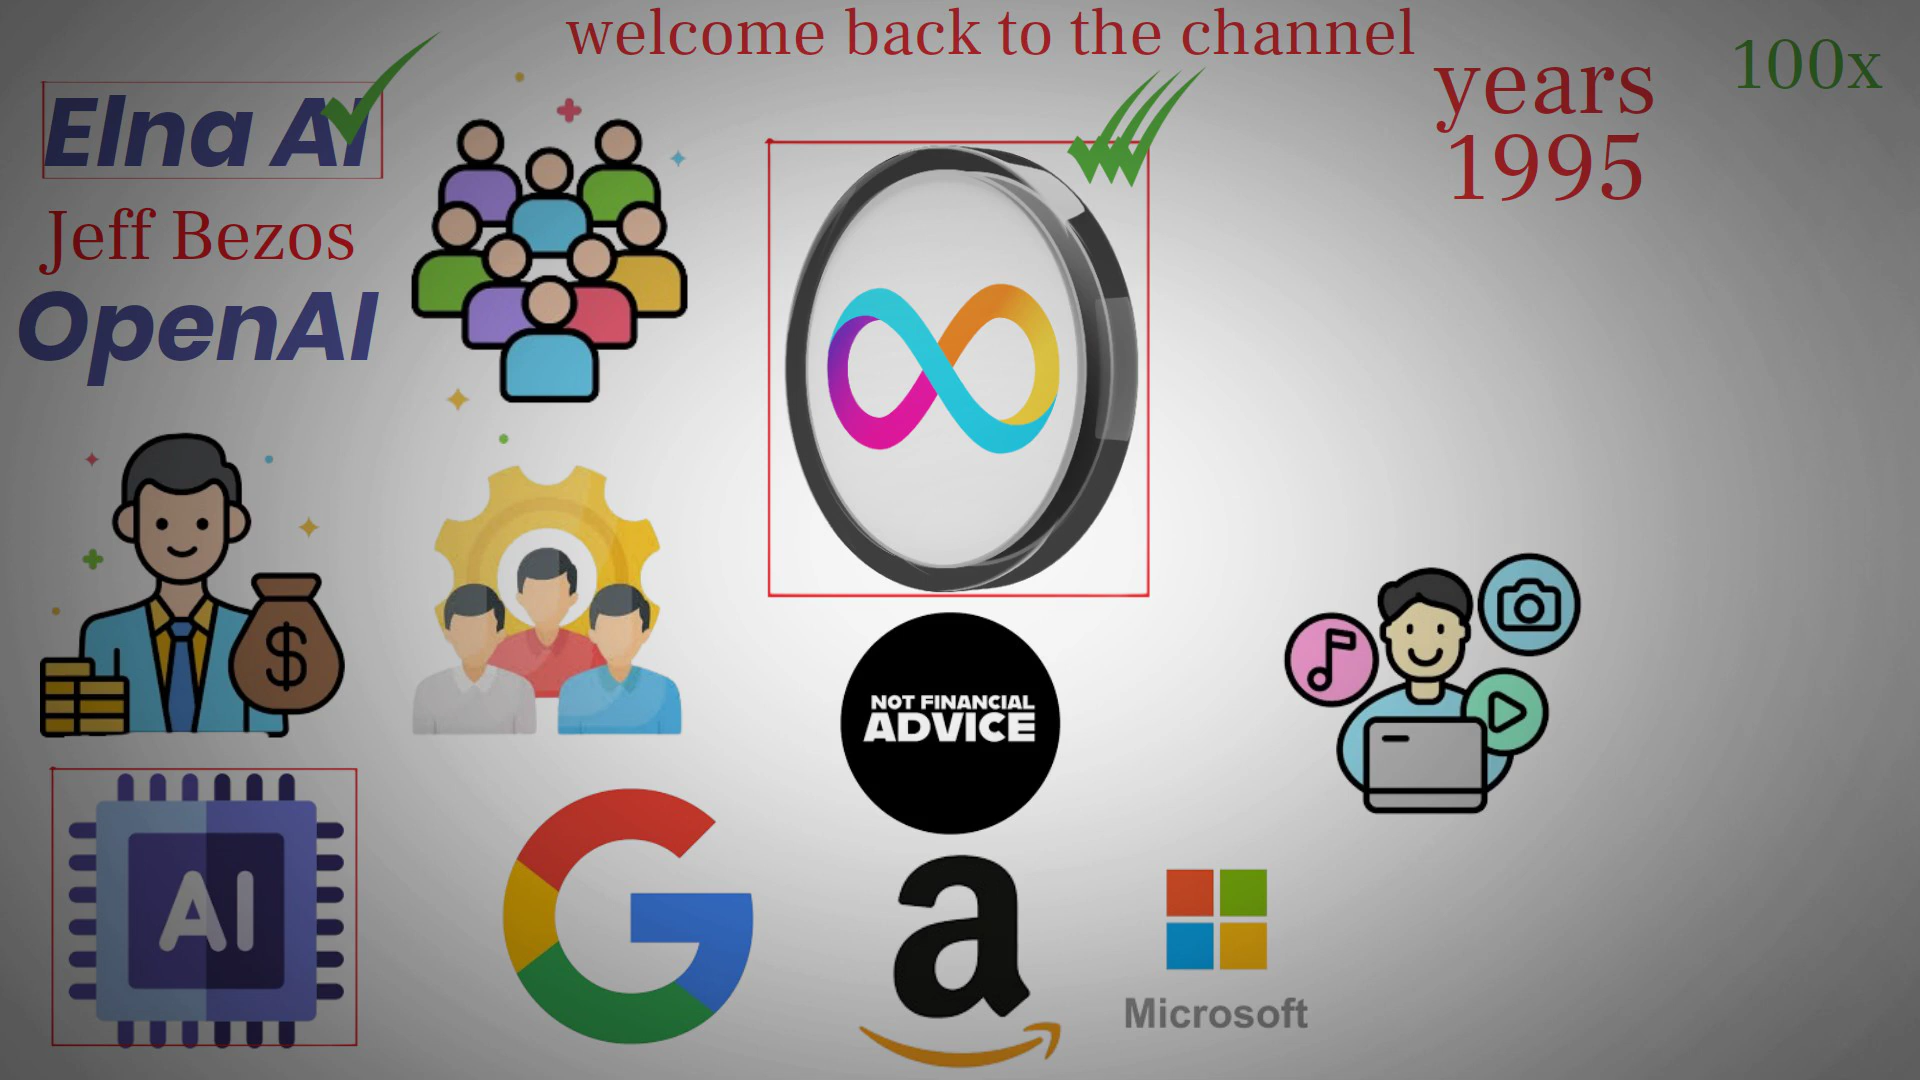 welcome back to the channel
years
1995
100x
Elna AI
Jeff Bezos
OpenAI
$
NOT FINANCIAL
ADVICE
AI
a
Microsoft